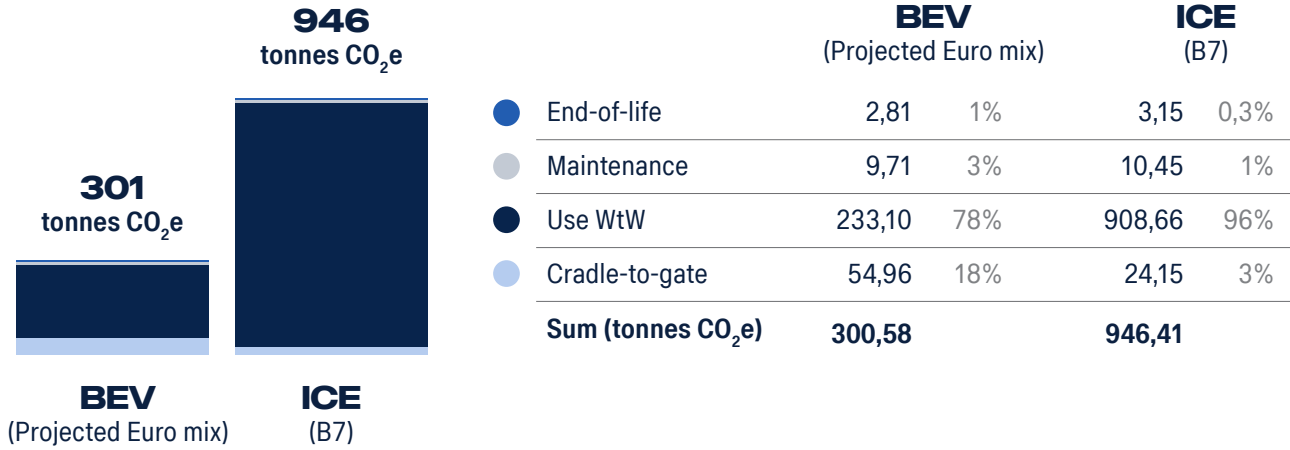 946
tonnes CO₂e
301
tonnes CO₂e
BEV
(Projected Euro mix)
ICE
(B7)
BEV
(Projected Euro mix)
ICE
(B7)
End-of-life 2,81 1% 3,15 0,3%
Maintenance 9,71 3% 10,45 1%
Use WtW 233,10 78% 908,66 96%
Cradle-to-gate 54,96 18% 24,15 3%
Sum (tonnes CO₂e) 300,58 946,41